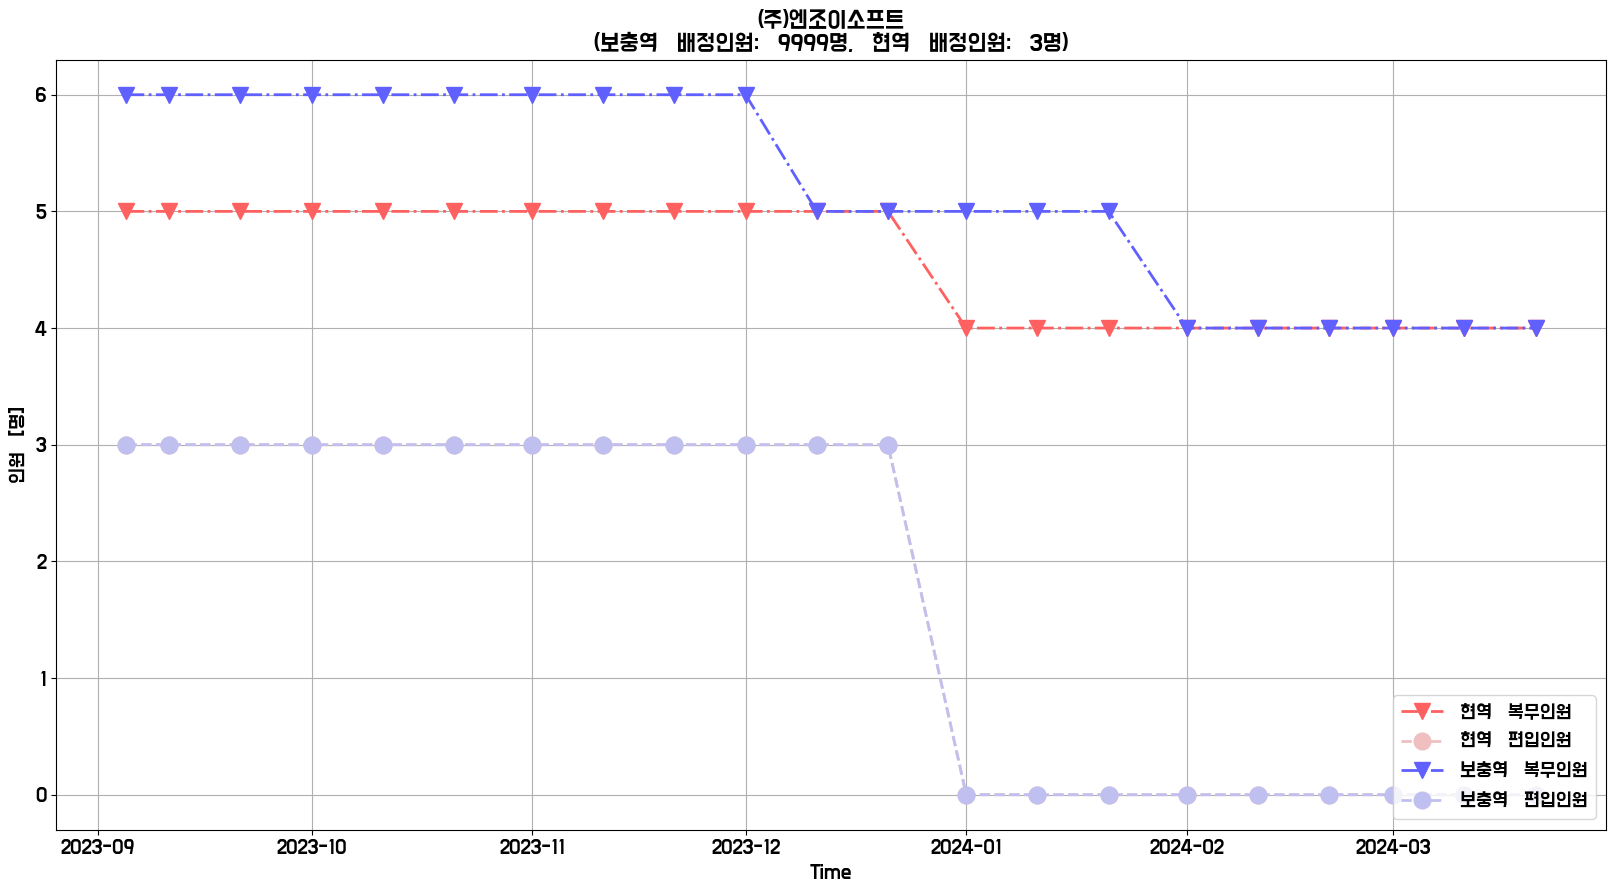 (주)엔조이소프트
(보충역 배정인원: 9999명, 현역 배정인원: 3명)
6
5
4
3
2
1
0
인원 [명]
2023-09
2023-10
2023-11
2023-12
2024-01
2024-02
2024-03
Time
현역 복무인원
현역 편입인원
보충역 복무인원
보충역 편입인원